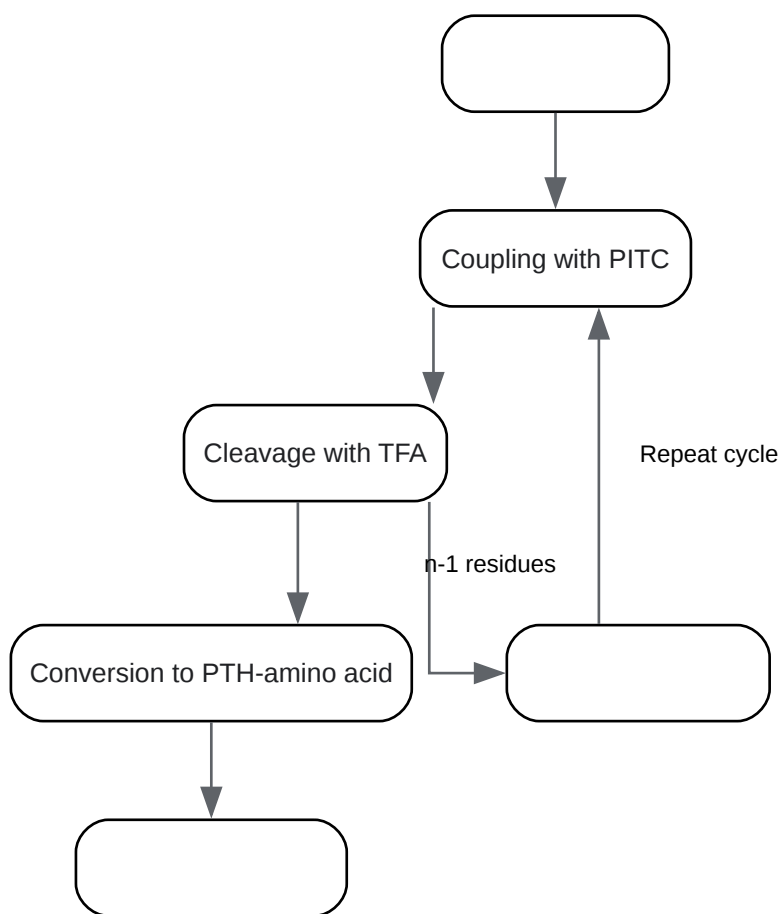 Coupling with PITC
Cleavage with TFA
Repeat cycle
n-1 residues
Conversion to PTH-amino acid